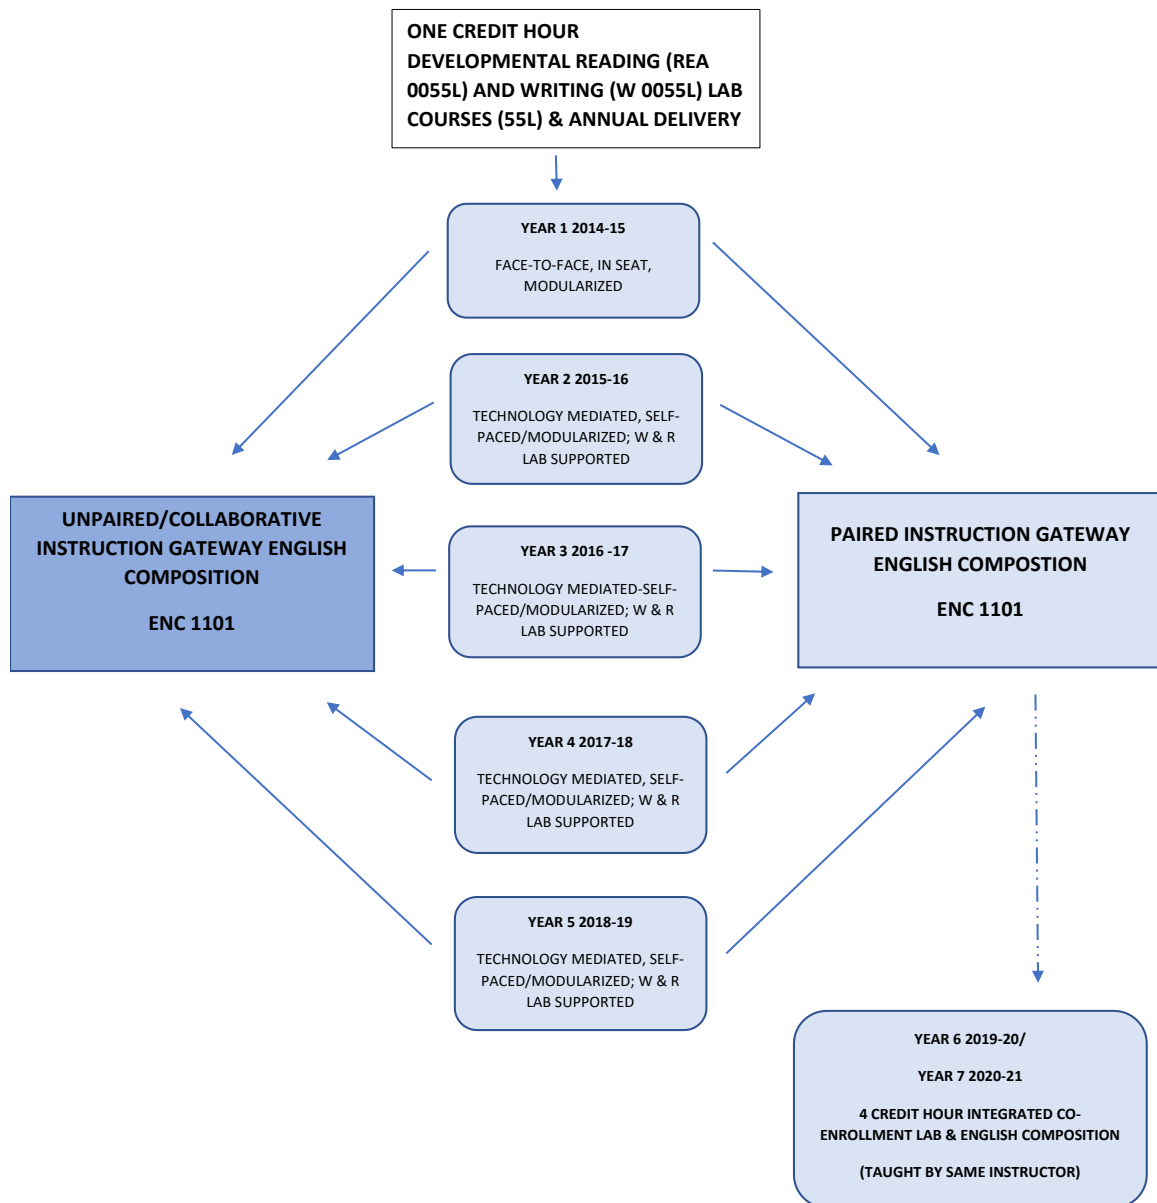 ONE CREDIT HOUR
DEVELOPMENTAL READING (REA
0055L) AND WRITING (W 0055L) LAB
COURSES (55L) & ANNUAL DELIVERY
YEAR 1 2014-15
FACE-TO-FACE, IN SEAT,
MODULARIZED
YEAR 2 2015-16
TECHNOLOGY MEDIATED, SELF-
PACED/MODULARIZED; W & R
LAB SUPPORTED
UNPAIRED/COLLABORATIVE
INSTRUCTION GATEWAY ENGLISH
COMPOSITION
ENC 1101
YEAR 3 2016 -17
TECHNOLOGY MEDIATED-SELF-
PACED/MODULARIZED; W & R
LAB SUPPORTED
PAIRED INSTRUCTION GATEWAY
ENGLISH COMPOSTION
ENC 1101
YEAR 4 2017-18
TECHNOLOGY MEDIATED, SELF-
PACED/MODULARIZED; W & R
LAB SUPPORTED
YEAR 5 2018-19
TECHNOLOGY MEDIATED, SELF-
PACED/MODULARIZED; W & R
LAB SUPPORTED
YEAR 6 2019-20/
YEAR 7 2020-21
4 CREDIT HOUR INTEGRATED CO-
ENROLLMENT LAB & ENGLISH COMPOSITION
(TAUGHT BY SAME INSTRUCTOR)